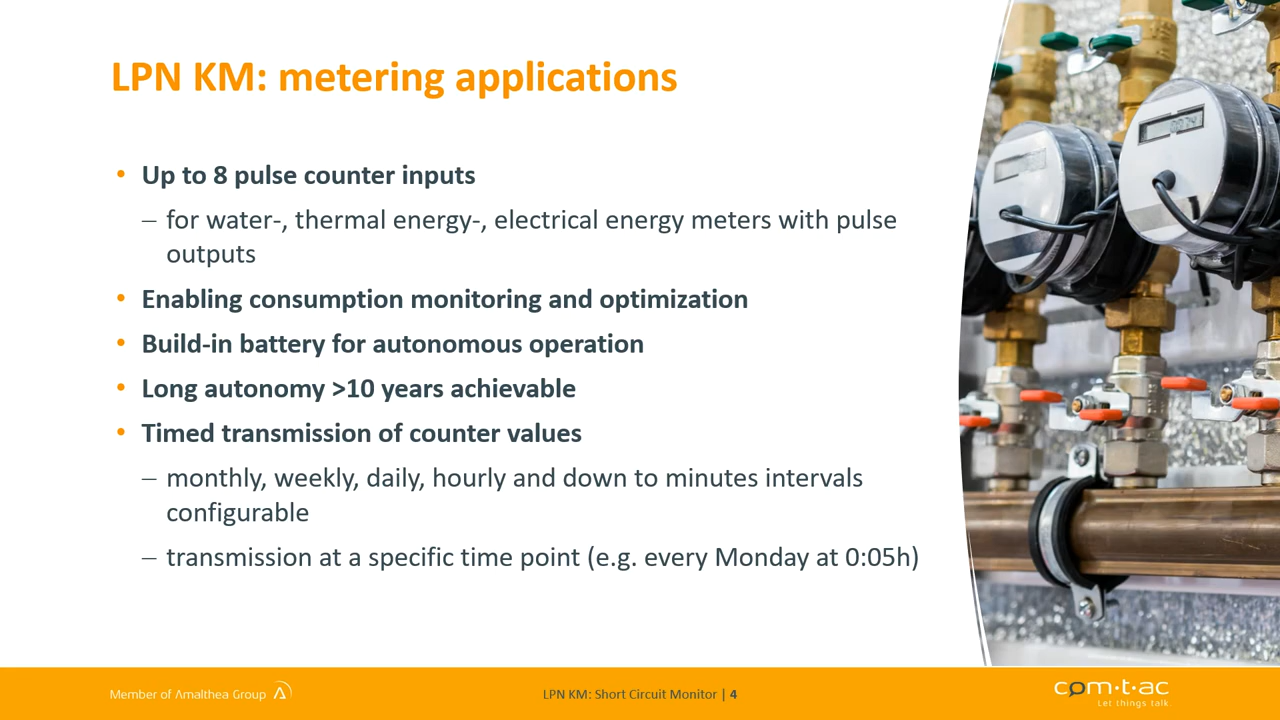 LPN KM: metering applications
• Up to 8 pulse counter inputs
– for water-, thermal energy-, electrical energy meters with pulse
outputs
• Enabling consumption monitoring and optimization
• Build-in battery for autonomous operation
• Long autonomy >10 years achievable
• Timed transmission of counter values
– monthly, weekly, daily, hourly and down to minutes intervals
configurable
– transmission at a specific time point (e.g. every Monday at 0:05h)
Member of Amalthea Group
LPN KM: Short Circuit Monitor | 4
com·t·ac
Let things talk